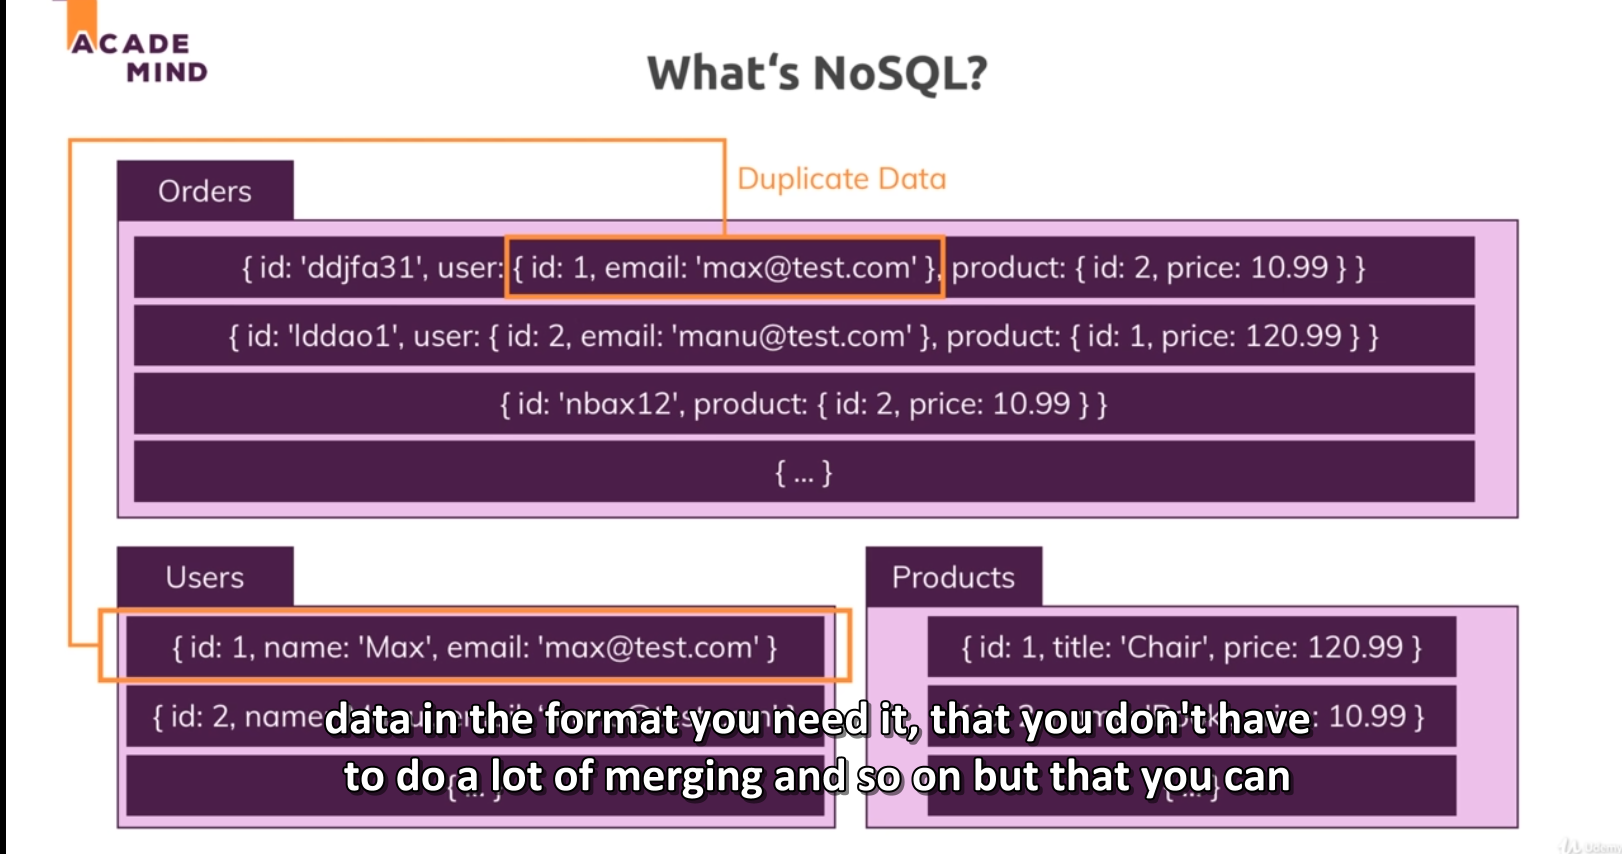 ACADE
MIND
What‘s NoSQL?
Duplicate Data
Orders
{ id: 'ddjfa31', user: { id: 1, email: 'max@test.com' }, product: { id: 2, price: 10.99 } }
{ id: 'lddao1', user: { id: 2, email: 'manu@test.com' }, product: { id: 1, price: 120.99 } }
{ id: 'nbax12', product: { id: 2, price: 10.99 } }
{ ... }
Users
{ id: 1, name: 'Max', email: 'max@test.com' }
{ id: 2, name
{ ... }
Products
{ id: 1, title: 'Chair', price: 120.99 }
: 10.99 }
{ ... }
data in the format you need it, that you don't have
to do a lot of merging and so on but that you can
Udemy